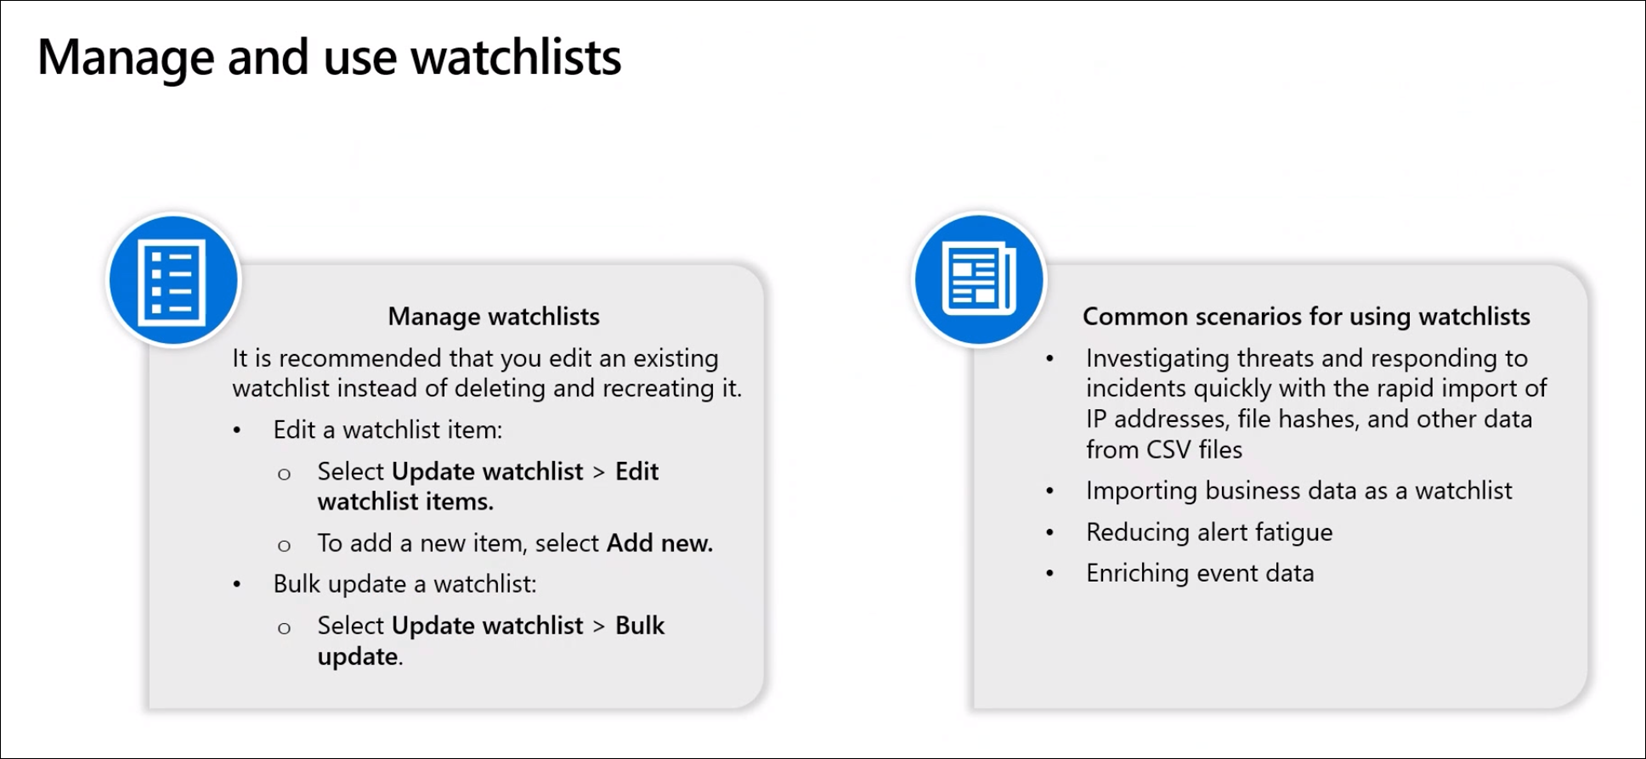 Manage and use watchlists
Manage watchlists
It is recommended that you edit an existing
watchlist instead of deleting and recreating it.
• Edit a watchlist item:
o Select Update watchlist > Edit
watchlist items.
o To add a new item, select Add new.
• Bulk update a watchlist:
o Select Update watchlist > Bulk
update.
Common scenarios for using watchlists
• Investigating threats and responding to
incidents quickly with the rapid import of
IP addresses, file hashes, and other data
from CSV files
• Importing business data as a watchlist
• Reducing alert fatigue
• Enriching event data